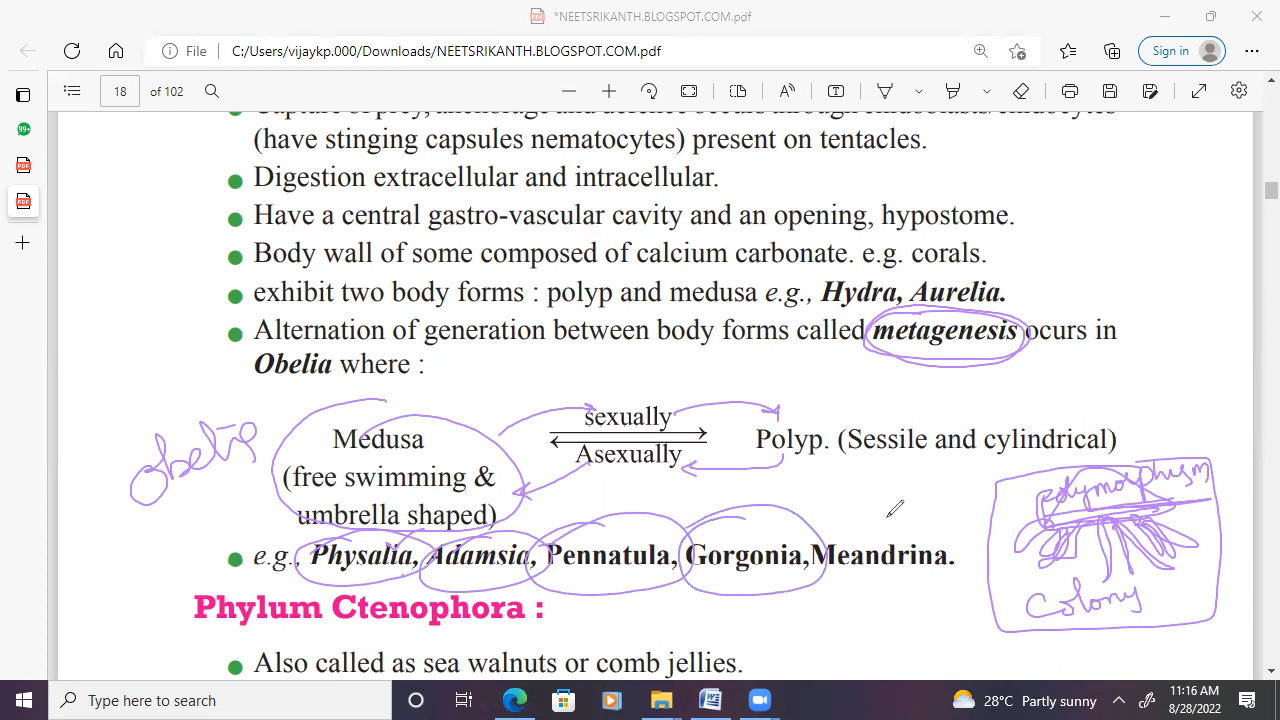 *NEETSRIKANTH.BLOGSPOT.COM.pdf
File C:/Users/vijaykp.000/Downloads/NEETSRIKANTH.BLOGSPOT.COM.pdf Sign in
18 of 102
99+
(have stinging capsules nematocytes) present on tentacles.
Digestion extracellular and intracellular.
Have a central gastro-vascular cavity and an opening, hypostome.
Body wall of some composed of calcium carbonate. e.g. corals.
exhibit two body forms : polyp and medusa e.g., Hydra, Aurelia.
Alternation of generation between body forms called metagenesis ocurs in
Obelia where :
sexually
Medusa Polyp. (Sessile and cylindrical)
Asexually
(free swimming &
umbrella shaped)
polymorphism
e.g., Physalia, Adamsia, Pennatula, Gorgonia,Meandrina.
Colony
Phylum Ctenophora :
Also called as sea walnuts or comb jellies.
Type here to search
28°C Partly sunny
11:16 AM
8/28/2022